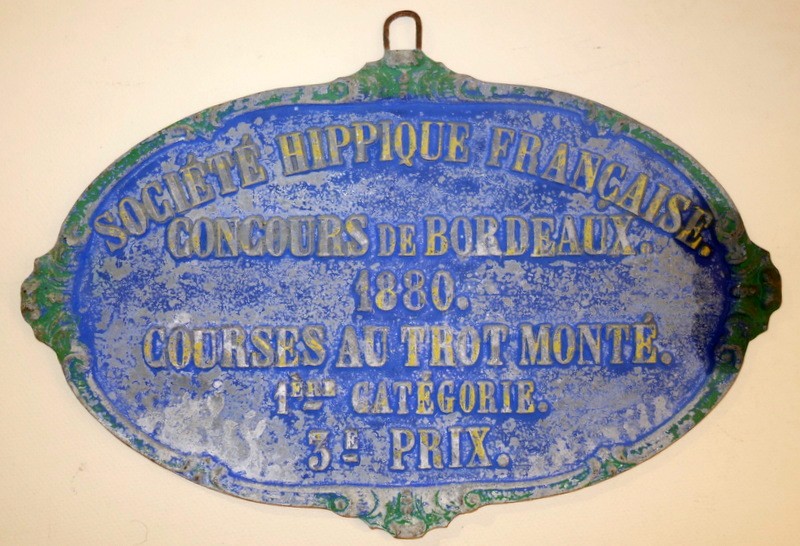 SOCIÉTÉ HIPPIQUE FRANÇAISE.
CONCOURS DE BORDEAUX.
1880.
COURSES AU TROT MONTÉ.
1ÈRE CATÉGORIE.
3E PRIX.